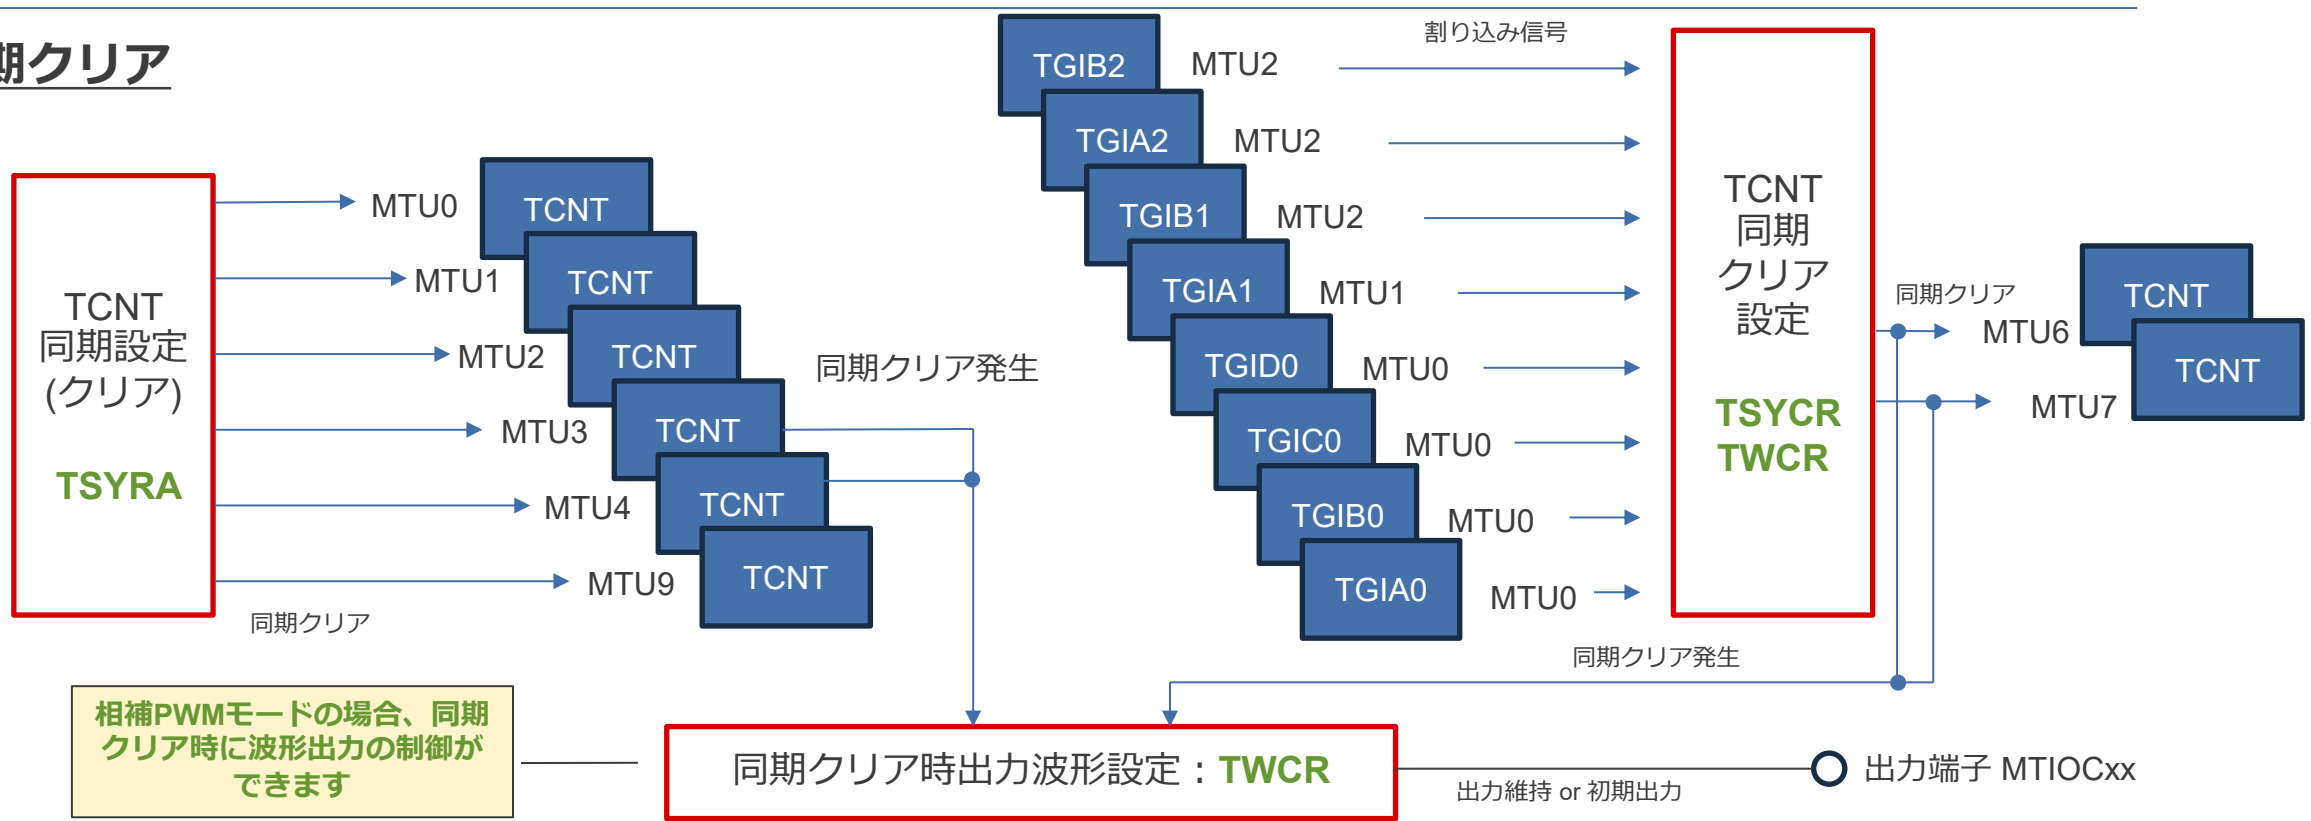 期クリア
TCNT
同期設定
(クリア)
TSYRA
MTU0
TCNT
MTU1
TCNT
MTU2
TCNT
MTU3
TCNT
MTU4
TCNT
MTU9
TCNT
同期クリア
同期クリア発生
割り込み信号
TGIB2
MTU2
TGIA2
MTU2
TGIB1
MTU2
TGIA1
MTU1
TGID0
MTU0
TGIC0
MTU0
TGIB0
MTU0
TGIA0
MTU0
TCNT
同期
クリア
設定
TSYCR
TWCR
同期クリア
MTU6
TCNT
MTU7
TCNT
同期クリア発生
相補PWMモードの場合、同期
クリア時に波形出力の制御が
できます
同期クリア時出力波形設定：TWCR
出力維持 or 初期出力
出力端子 MTIOCxx